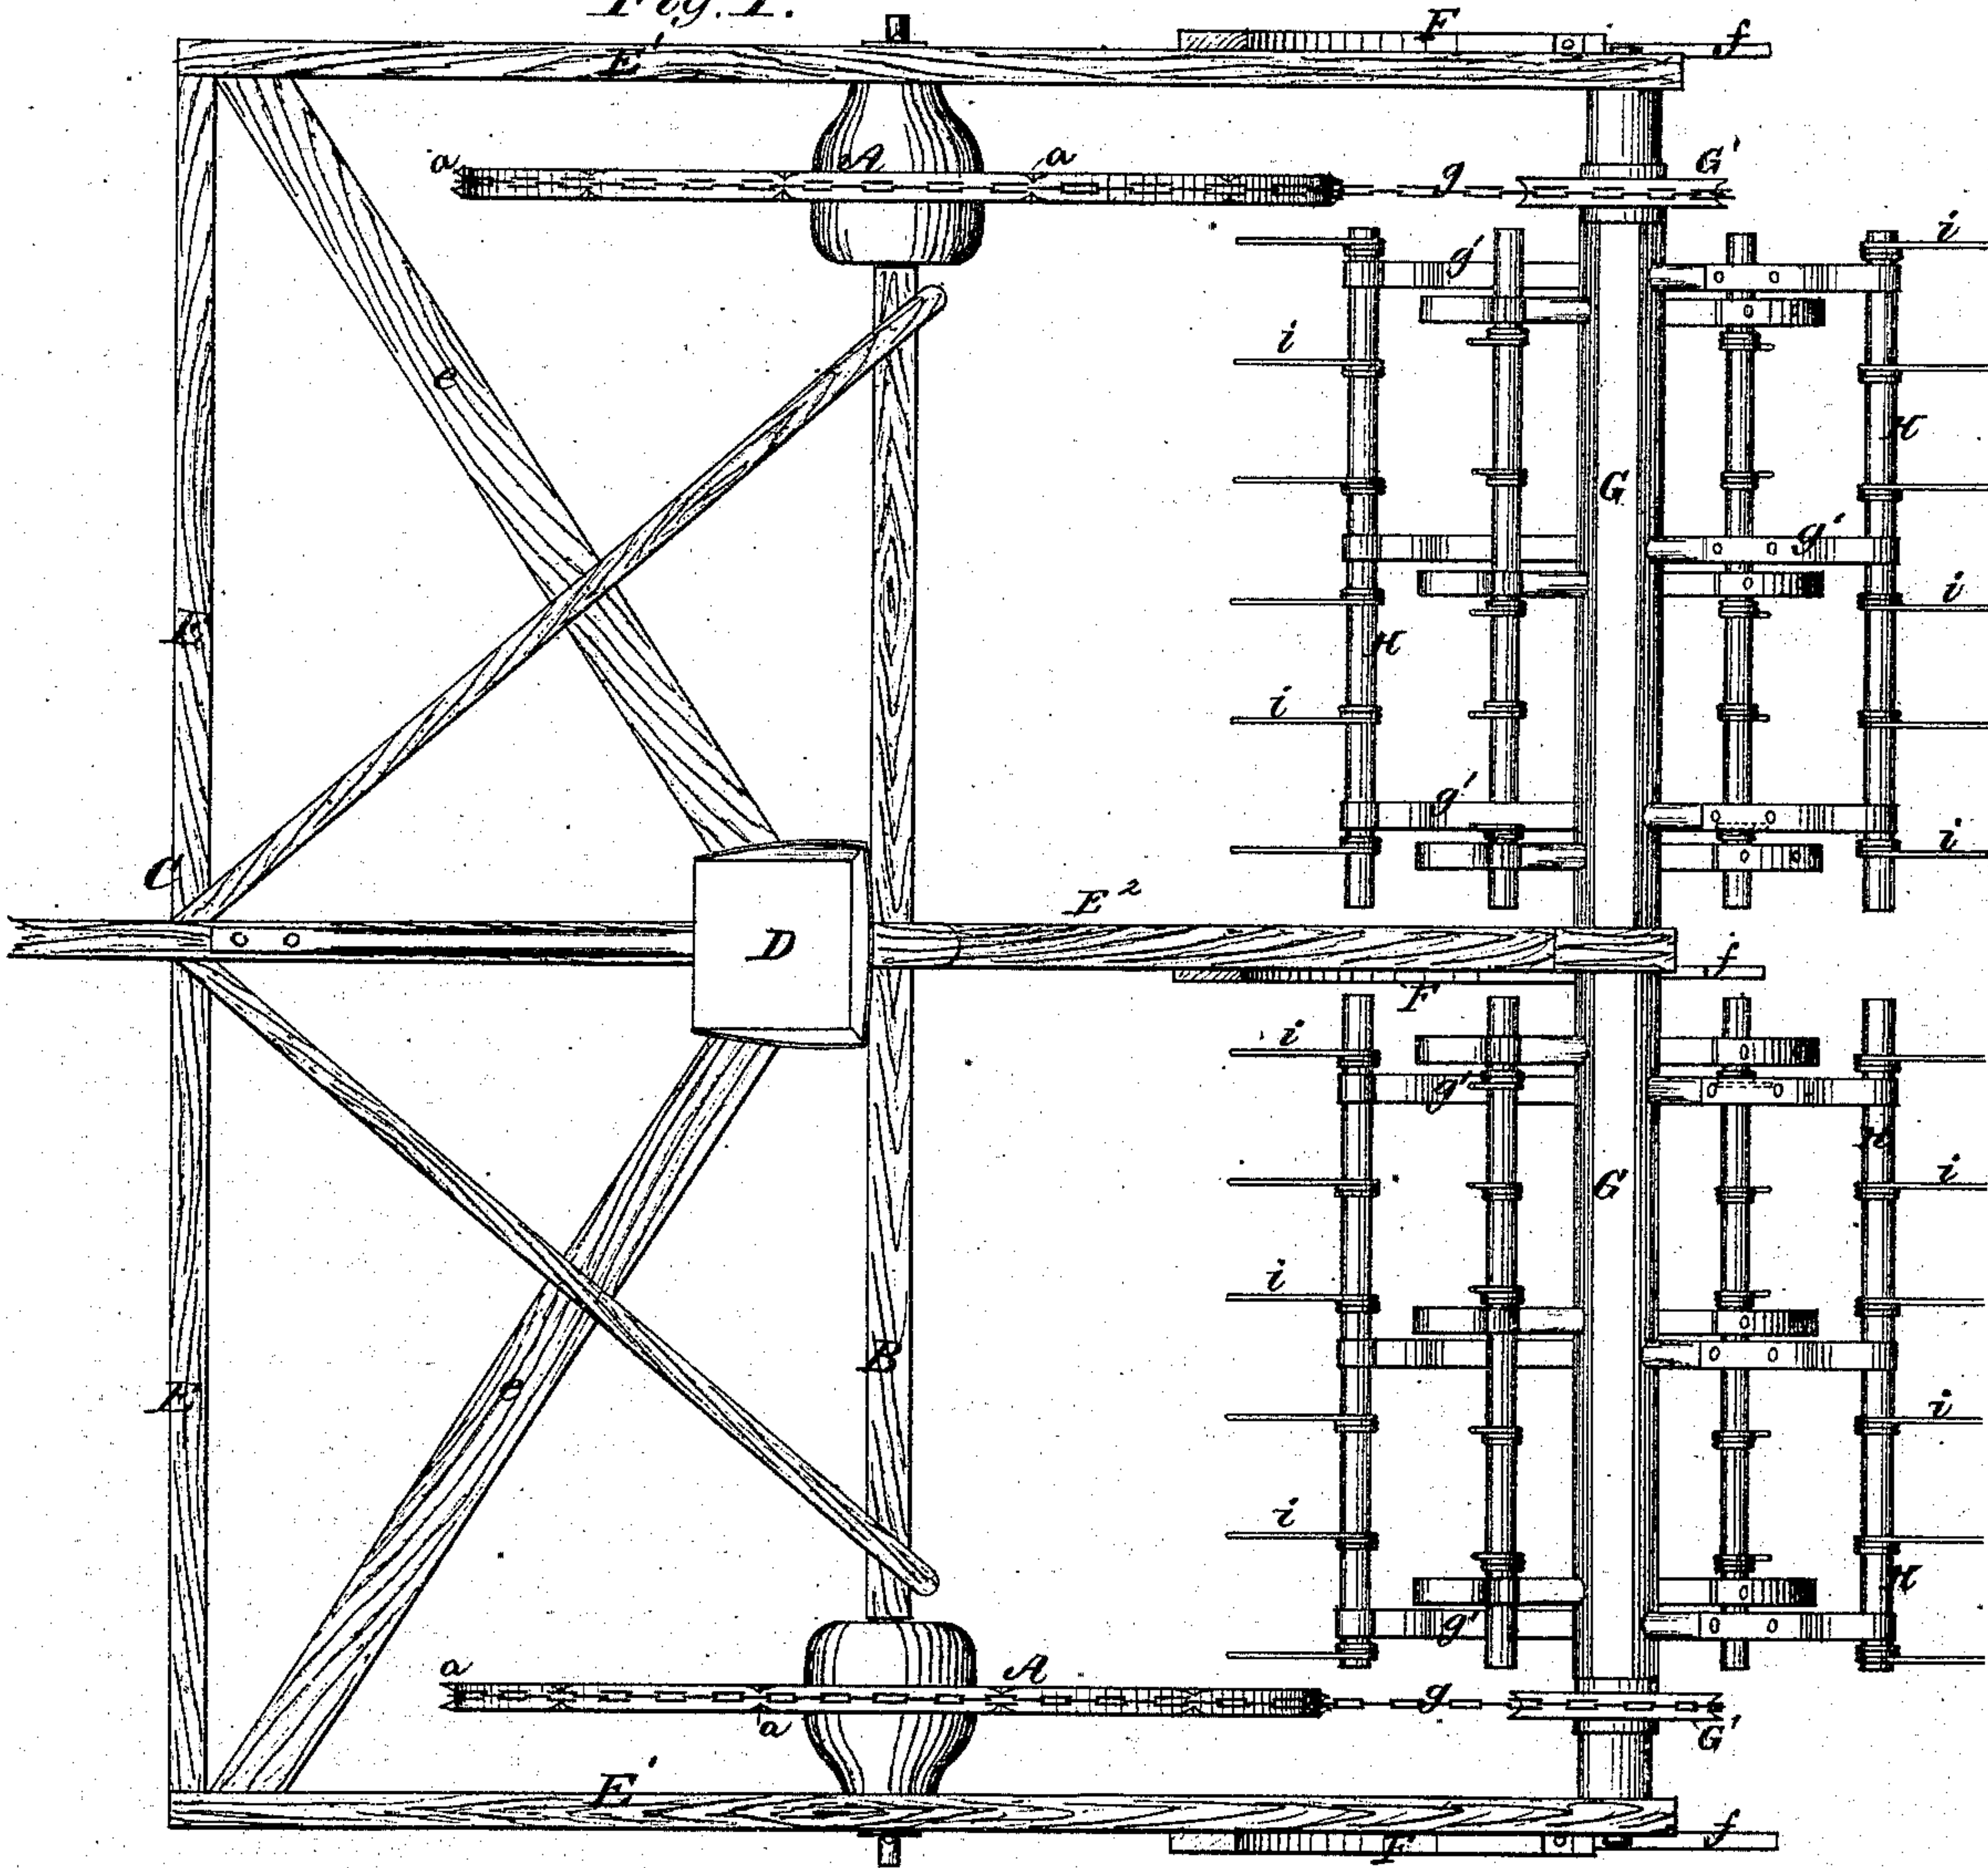 Fig. 1.
E' F f
a A a g G'
g' i
e i H
G
g' g'
E i
H
i
g' i
C
E²
D
f
F
i
g'
H
G i
i
B
E e i
i H
g'
a A g
a G'
E' f
F